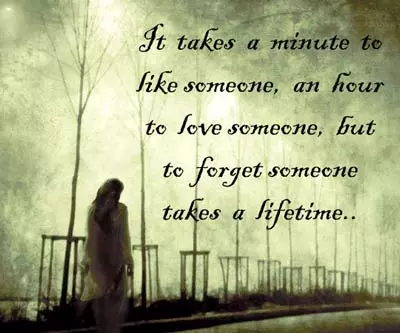 It takes a minute to
like someone, an hour
to love someone, but
to forget someone
takes a lifetime..